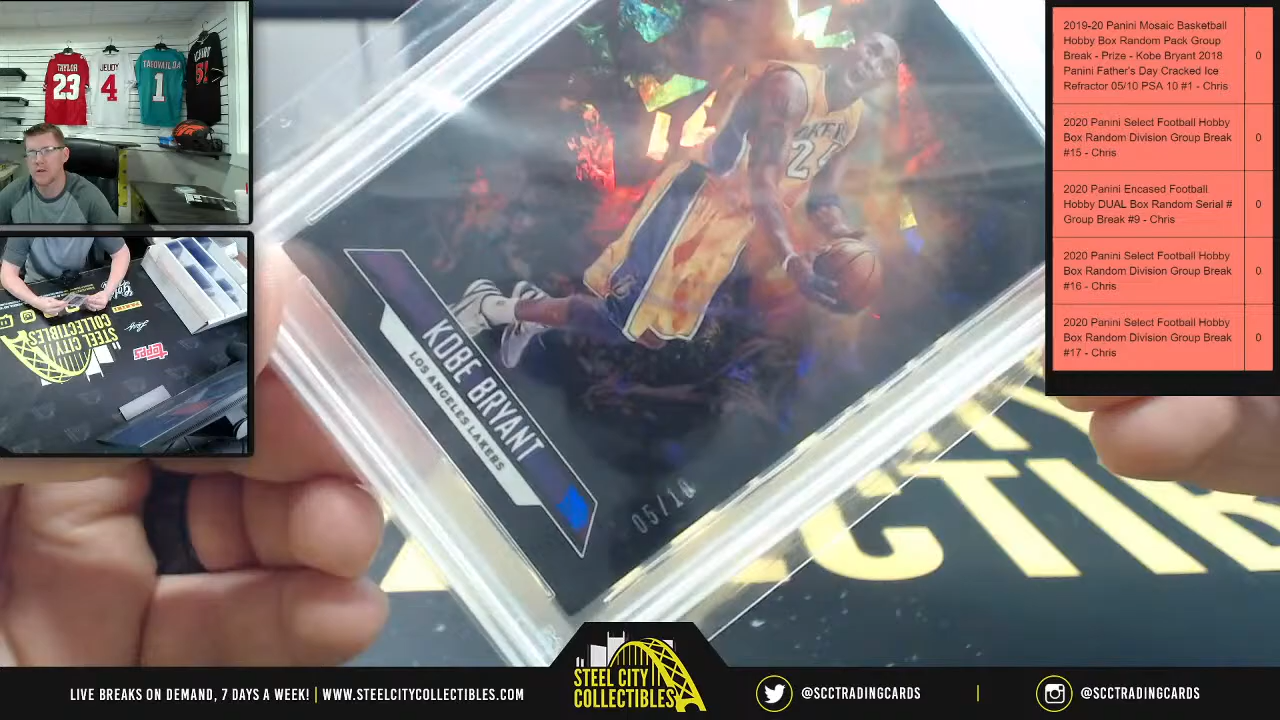 TAYLOR
23
JEUDY
4
TAGOVAILOA
1
STEEL CITY
COLLECTIBLES
topps
LAKERS
24
KOBE BRYANT
LOS ANGELES LAKERS
05/10
2019-20 Panini Mosaic Basketball
Hobby Box Random Pack Group
Break - Prize - Kobe Bryant 2018
Panini Father's Day Cracked Ice
Refractor 05/10 PSA 10 #1 - Chris
0
2020 Panini Select Football Hobby
Box Random Division Group Break
#15 - Chris
0
2020 Panini Encased Football
Hobby DUAL Box Random Serial #
Group Break #9 - Chris
0
2020 Panini Select Football Hobby
Box Random Division Group Break
#16 - Chris
0
2020 Panini Select Football Hobby
Box Random Division Group Break
#17 - Chris
0
LIVE BREAKS ON DEMAND, 7 DAYS A WEEK! | WWW.STEELCITYCOLLECTIBLES.COM
STEEL CITY
COLLECTIBLES
@SCCTRADINGCARDS
|
@SCCTRADINGCARDS